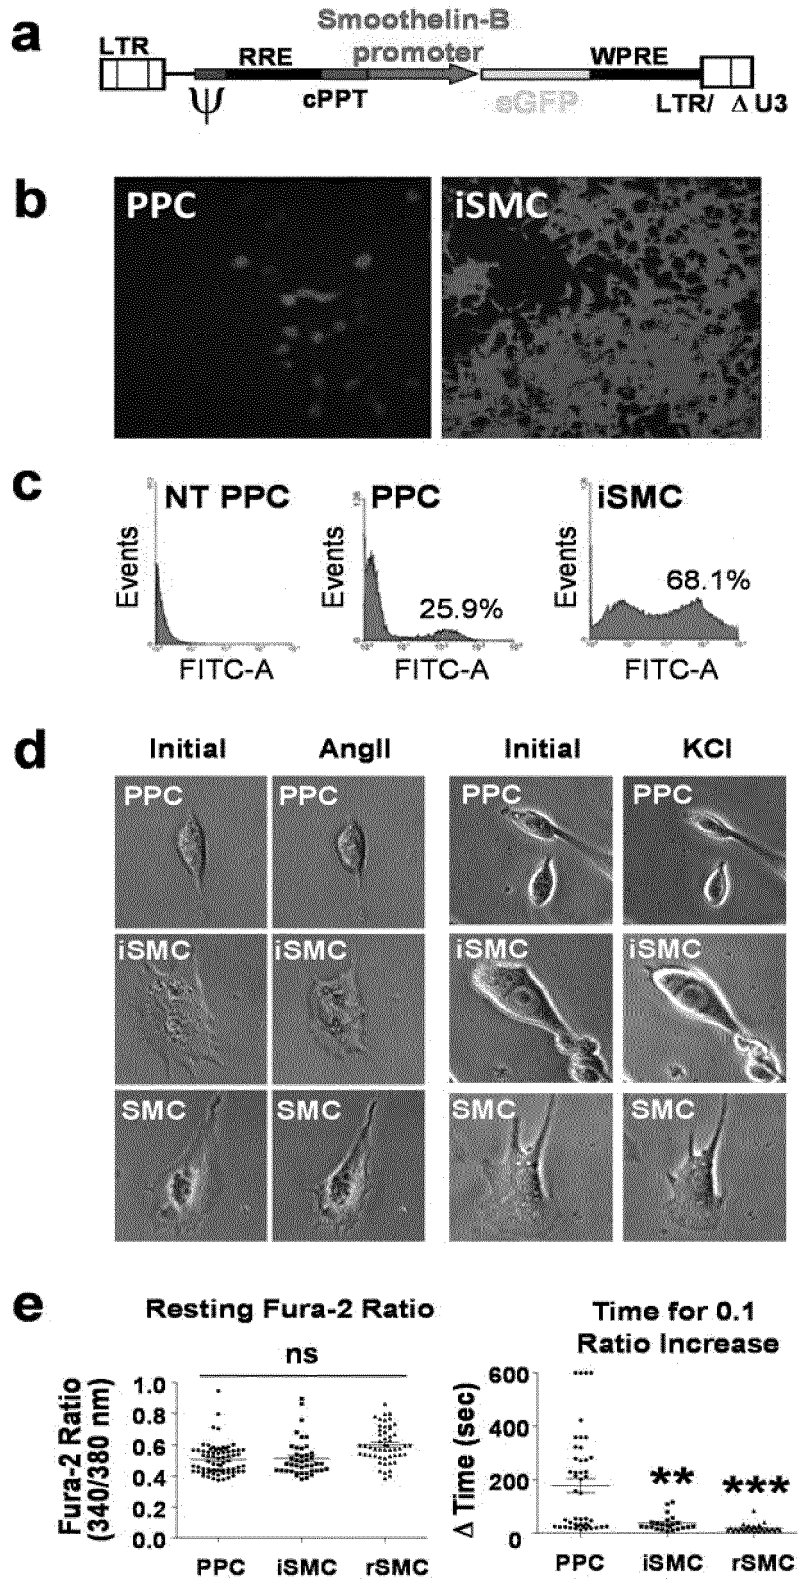 a
Smoothelin-B
promoter
LTR
RRE
WPRE
Ψ
cPPT
eGFP
LTR/ Δ U3
b
PPC
iSMC
c
NT PPC
PPC
iSMC
Events
Events
Events
25.9%
68.1%
FITC-A
FITC-A
FITC-A
d
Initial
AngII
Initial
KCl
PPC
PPC
PPC
PPC
iSMC
iSMC
iSMC
iSMC
SMC
SMC
SMC
SMC
e
Resting Fura-2 Ratio
ns
Fura-2 Ratio
(340/380 nm)
1.0
0.8
0.6
0.4
0.2
0.0
PPC
iSMC
rSMC
Time for 0.1
Ratio Increase
Δ Time (sec)
600
400
200
0
**
***
PPC
iSMC
rSMC